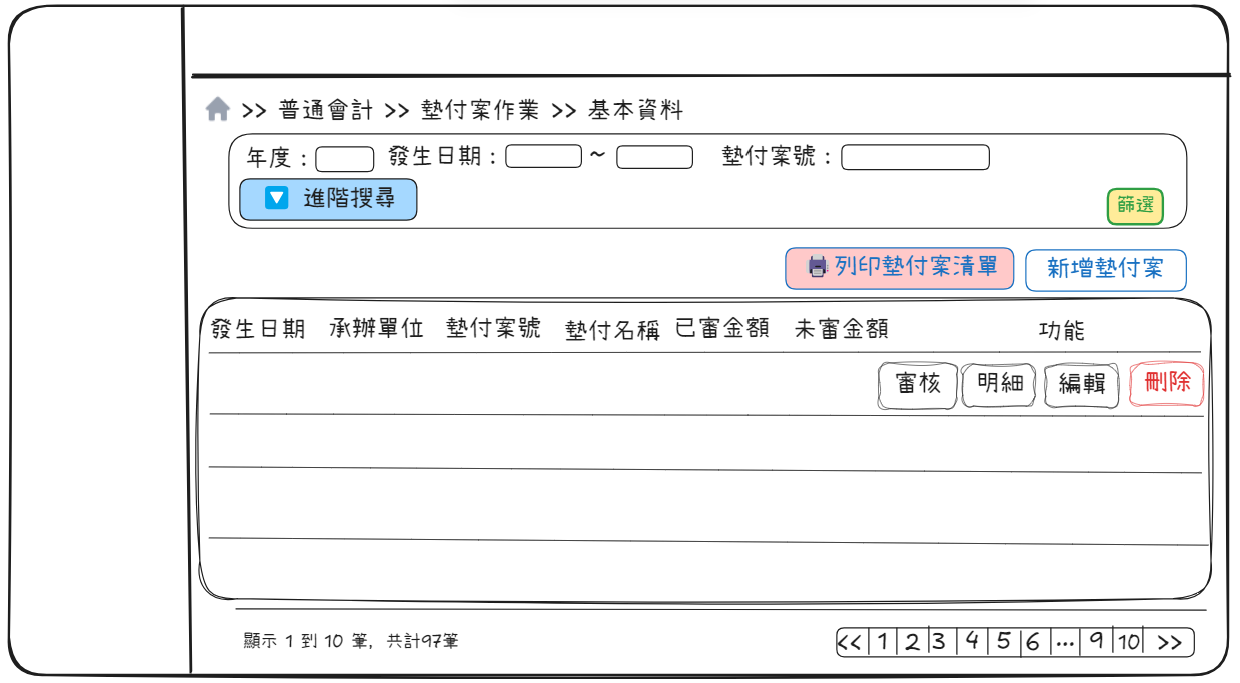 >> 普通會計 >> 墊付案作業 >> 基本資料
年度： 發生日期： ~ 墊付案號：
進階搜尋
篩選
列印墊付案清單 新增墊付案
發生日期 承辦單位 墊付案號 墊付名稱 已審金額 未審金額 功能
審核 明細 編輯 刪除
顯示 1 到 10 筆, 共計97筆 << 1 2 3 4 5 6 ... 9 10 >>